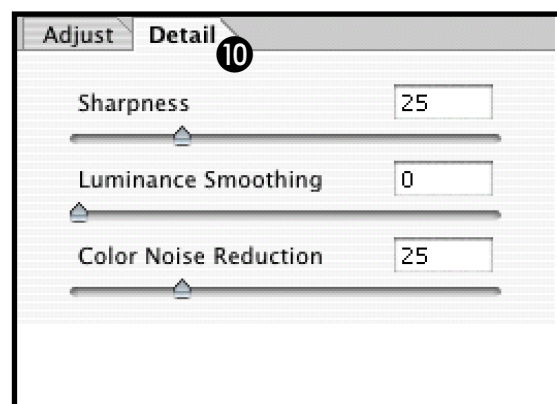 Adjust Detail
10
Sharpness 25
Luminance Smoothing 0
Color Noise Reduction 25